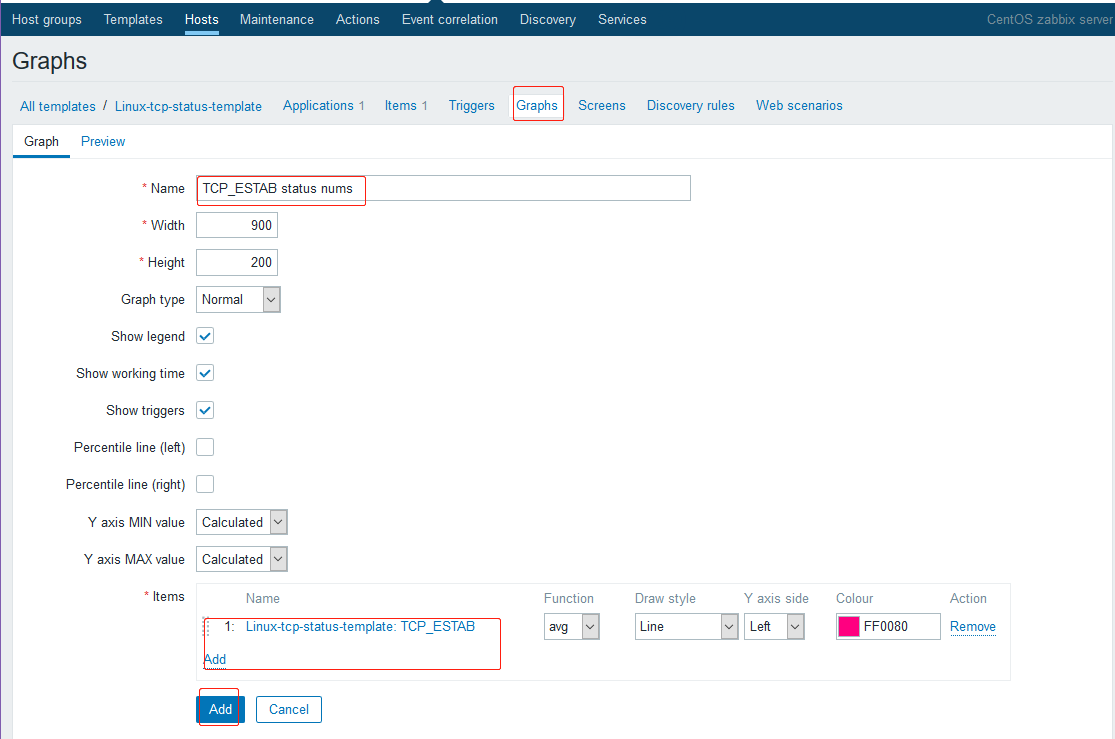 Host groups Templates Hosts Maintenance Actions Event correlation Discovery Services CentOS zabbix server
Graphs
All templates / Linux-tcp-status-template Applications 1 Items 1 Triggers Graphs Screens Discovery rules Web scenarios
Graph Preview
* Name TCP_ESTAB status nums
* Width 900
* Height 200
Graph type Normal
Show legend
Show working time
Show triggers
Percentile line (left)
Percentile line (right)
Y axis MIN value Calculated
Y axis MAX value Calculated
* Items Name Function Draw style Y axis side Colour Action
1: Linux-tcp-status-template: TCP_ESTAB avg Line Left FF0080 Remove
Add
Add Cancel